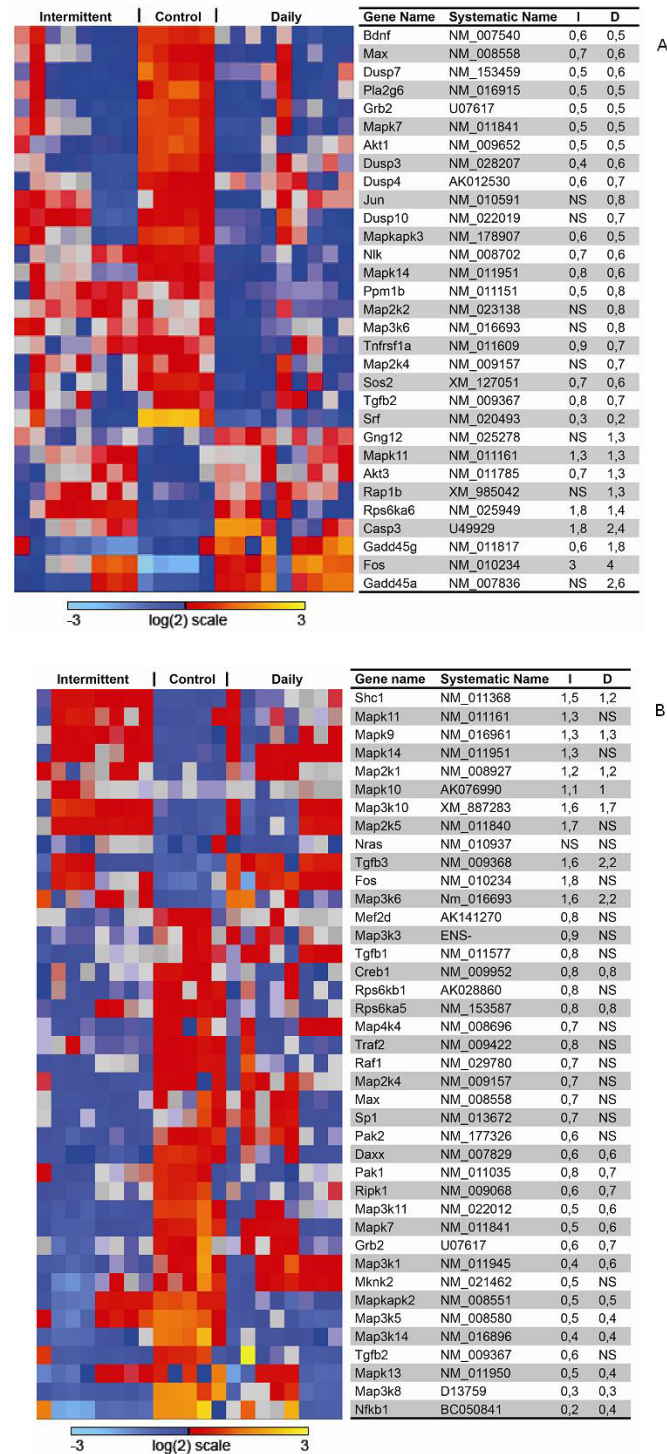 Intermittent | Control | Daily
Gene Name Systematic Name I D
A
Bdnf NM_007540 0,6 0,5
Max NM_008558 0,7 0,6
Dusp7 NM_153459 0,5 0,6
Pla2g6 NM_016915 0,5 0,5
Grb2 U07617 0,5 0,5
Mapk7 NM_011841 0,5 0,5
Akt1 NM_009652 0,5 0,5
Dusp3 NM_028207 0,4 0,6
Dusp4 AK012530 0,6 0,7
Jun NM_010591 NS 0,8
Dusp10 NM_022019 NS 0,7
Mapkapk3 NM_178907 0,6 0,5
Nlk NM_008702 0,7 0,6
Mapk14 NM_011951 0,8 0,6
Ppm1b NM_011151 0,5 0,8
Map2k2 NM_023138 NS 0,8
Map3k6 NM_016693 NS 0,8
Tnfrsf1a NM_011609 0,9 0,7
Map2k4 NM_009157 NS 0,7
Sos2 XM_127051 0,7 0,6
Tgfb2 NM_009367 0,8 0,7
Srf NM_020493 0,3 0,2
Gng12 NM_025278 NS 1,3
Mapk11 NM_011161 1,3 1,3
Akt3 NM_011785 0,7 1,3
Rap1b XM_985042 NS 1,3
Rps6ka6 NM_025949 1,8 1,4
Casp3 U49929 1,8 2,4
Gadd45g NM_011817 0,6 1,8
Fos NM_010234 3 4
Gadd45a NM_007836 NS 2,6
-3 log(2) scale 3
Intermittent | Control | Daily
Gene name Systematic Name I D
B
Shc1 NM_011368 1,5 1,2
Mapk11 NM_011161 1,3 NS
Mapk9 NM_016961 1,3 1,3
Mapk14 NM_011951 1,3 NS
Map2k1 NM_008927 1,2 1,2
Mapk10 AK076990 1,1 1
Map3k10 XM_887283 1,6 1,7
Map2k5 NM_011840 1,7 NS
Nras NM_010937 NS NS
Tgfb3 NM_009368 1,6 2,2
Fos NM_010234 1,8 NS
Map3k6 Nm_016693 1,6 2,2
Mef2d AK141270 0,8 NS
Map3k3 ENS- 0,9 NS
Tgfb1 NM_011577 0,8 NS
Creb1 NM_009952 0,8 0,8
Rps6kb1 AK028860 0,8 NS
Rps6ka5 NM_153587 0,8 0,8
Map4k4 NM_008696 0,7 NS
Traf2 NM_009422 0,8 NS
Raf1 NM_029780 0,7 NS
Map2k4 NM_009157 0,7 NS
Max NM_008558 0,7 NS
Sp1 NM_013672 0,7 NS
Pak2 NM_177326 0,6 NS
Daxx NM_007829 0,6 0,6
Pak1 NM_011035 0,8 0,7
Ripk1 NM_009068 0,6 0,7
Map3k11 NM_022012 0,5 0,6
Mapk7 NM_011841 0,5 0,6
Grb2 U07617 0,6 0,7
Map3k1 NM_011945 0,4 0,6
Mknk2 NM_021462 0,5 NS
Mapkapk2 NM_008551 0,5 0,5
Map3k5 NM_008580 0,5 0,4
Map3k14 NM_016896 0,4 0,4
Tgfb2 NM_009367 0,6 NS
Mapk13 NM_011950 0,5 0,4
Map3k8 D13759 0,3 0,3
Nfkb1 BC050841 0,2 0,4
-3 log(2) scale 3